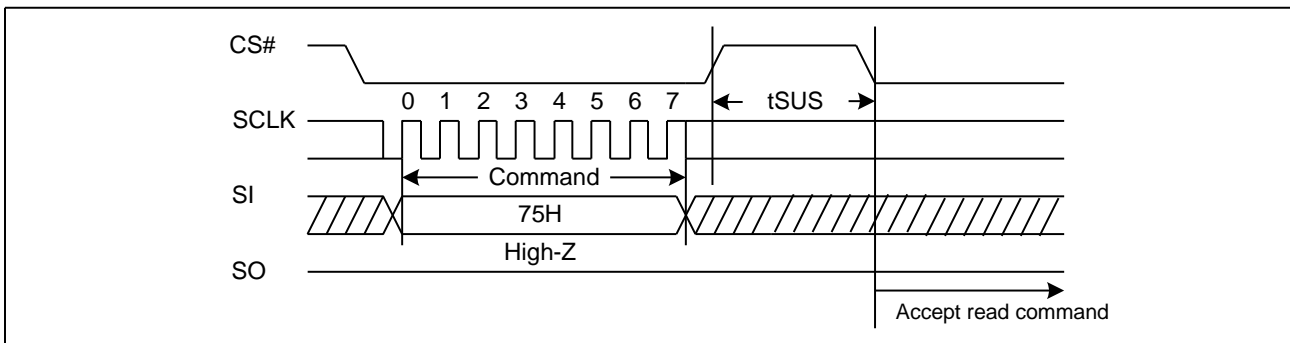 CS#
tSUS
0 1 2 3 4 5 6 7
SCLK
Command
SI
75H
High-Z
SO
Accept read command